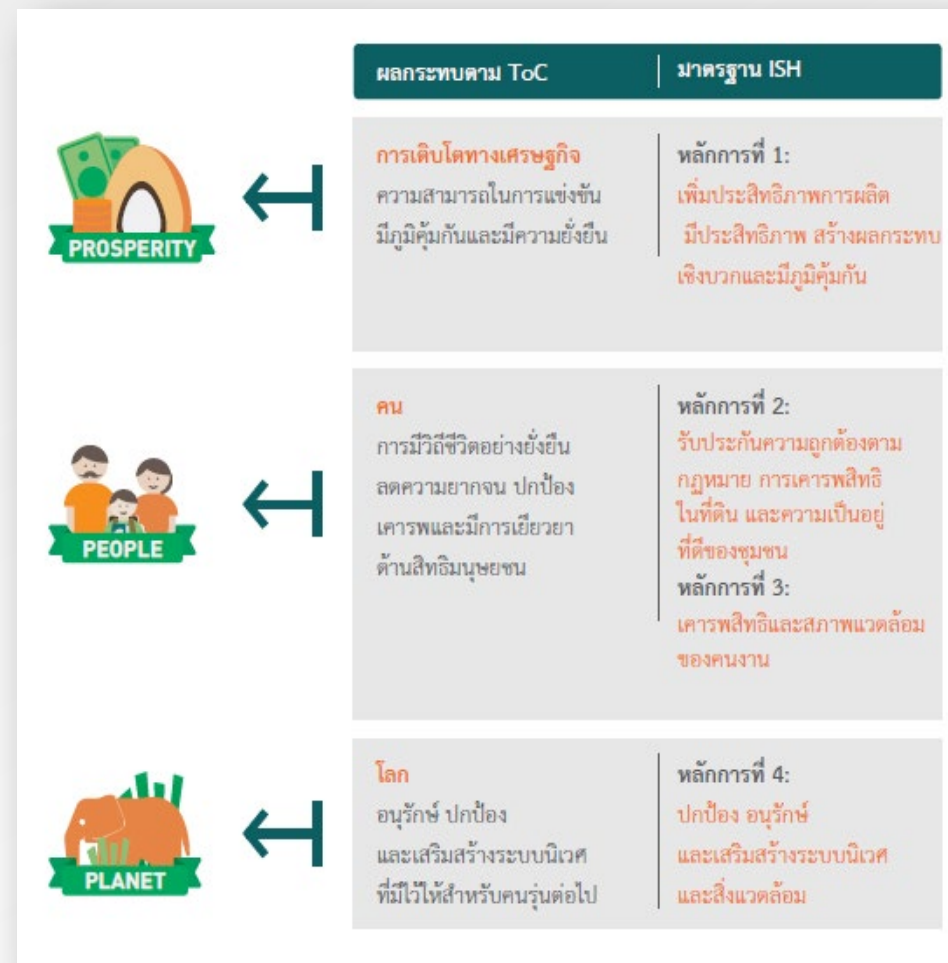 ผลกระทบตาม ToC
มาตรฐาน ISH
PROSPERITY
การเติบโตทางเศรษฐกิจ
ความสามารถในการแข่งขัน
มีภูมิคุ้มกันและมีความยั่งยืน
หลักการที่ 1:
เพิ่มประสิทธิภาพการผลิต
มีประสิทธิภาพ สร้างผลกระทบ
เชิงบวกและมีภูมิคุ้มกัน
PEOPLE
คน
การมีวิถีชีวิตอย่างยั่งยืน
ลดความยากจน ปกป้อง
เคารพและมีการเยียวยา
ด้านสิทธิมนุษยชน
หลักการที่ 2:
รับประกันความถูกต้องตาม
กฎหมาย การเคารพสิทธิ
ในที่ดิน และความเป็นอยู่
ที่ดีของชุมชน
หลักการที่ 3:
เคารพสิทธิและสภาพแวดล้อม
ของคนงาน
PLANET
โลก
อนุรักษ์ ปกป้อง
และเสริมสร้างระบบนิเวศ
ที่มีไว้ให้สำหรับคนรุ่นต่อไป
หลักการที่ 4:
ปกป้อง อนุรักษ์
และเสริมสร้างระบบนิเวศ
และสิ่งแวดล้อม